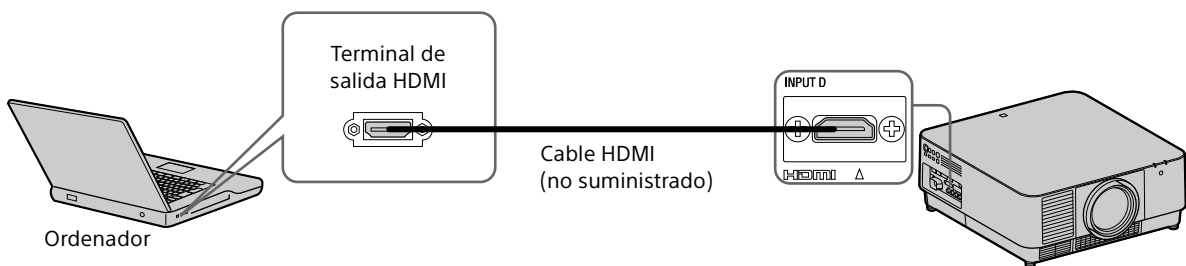 Terminal de
salida HDMI
INPUT D
HDMI
Cable HDMI
(no suministrado)
Ordenador